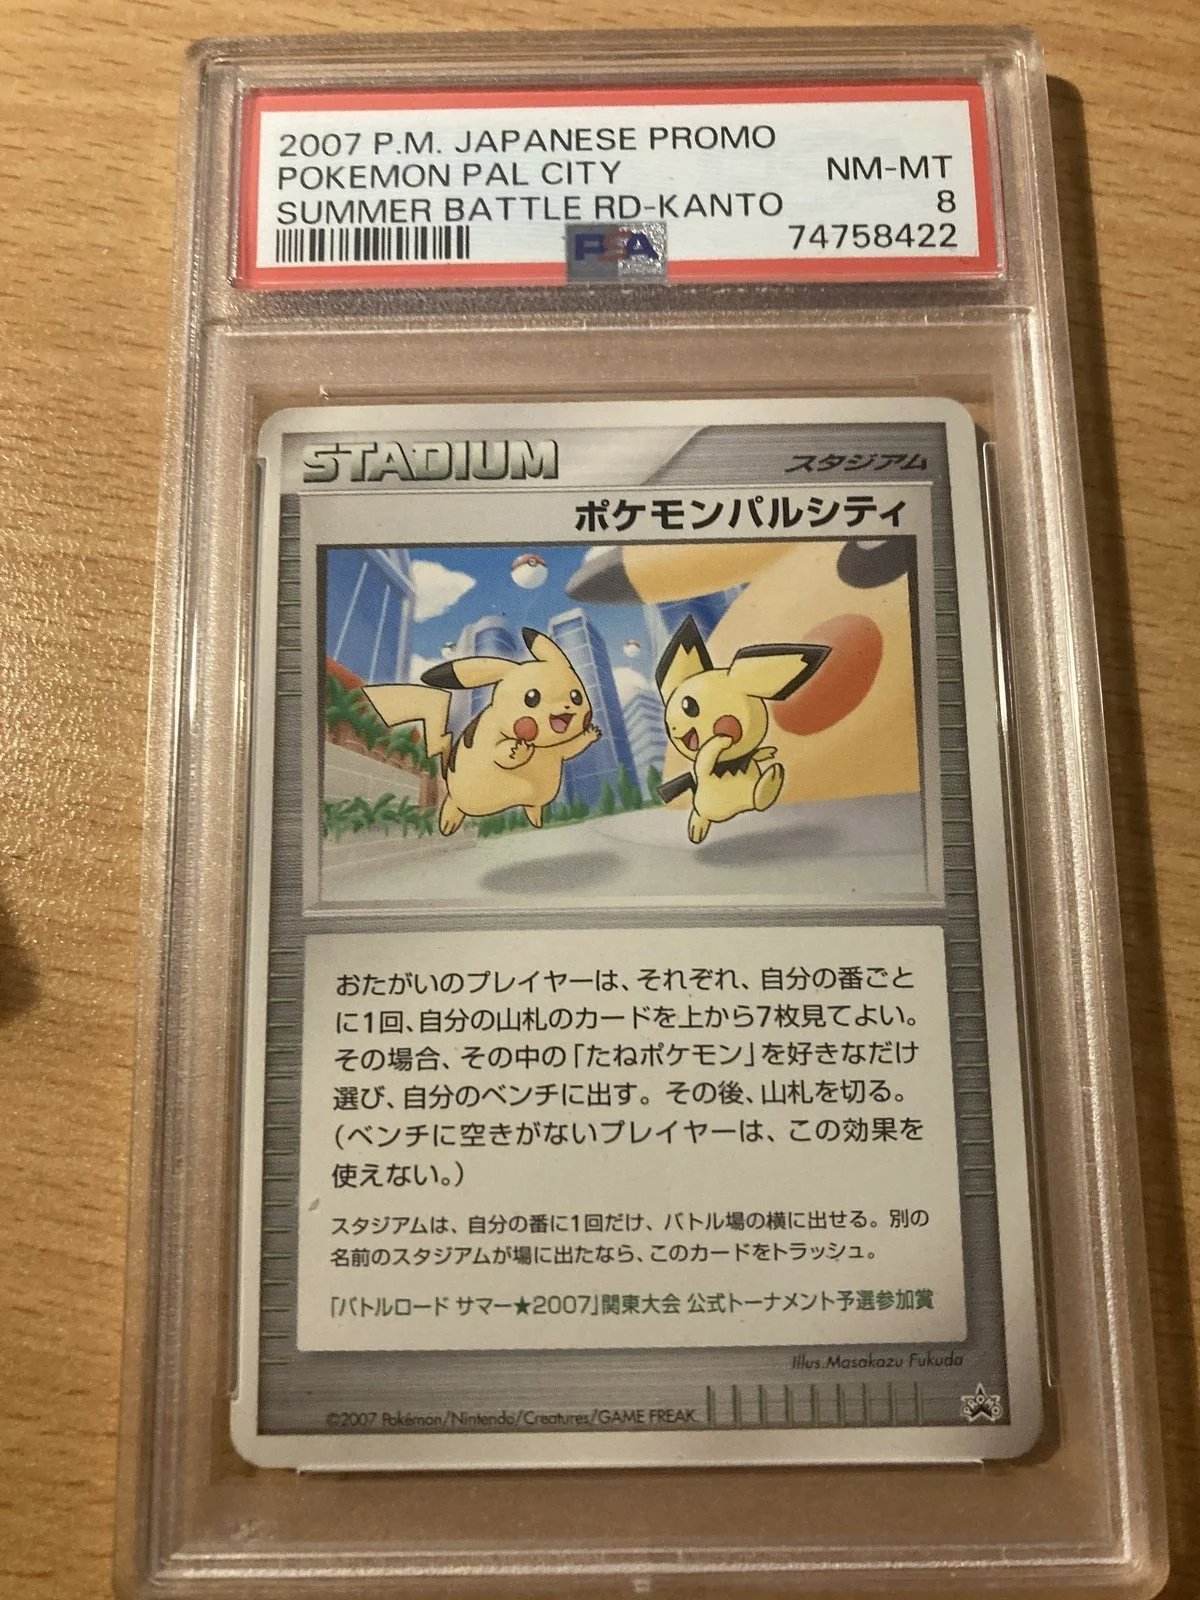 2007 P.M. JAPANESE PROMO
POKEMON PAL CITY NM-MT
SUMMER BATTLE RD-KANTO 8
PSA 74758422
STADIUM スタジアム
ポケモンパルシティ
おたがいのプレイヤーは、それぞれ、自分の番ごと
に1回、自分の山札のカードを上から7枚見てよい。
その場合、その中の「たねポケモン」を好きなだけ
選び、自分のベンチに出す。その後、山札を切る。
(ベンチに空きがないプレイヤーは、この効果を
使えない。)
スタジアムは、自分の番に1回だけ、バトル場の横に出せる。別の
名前のスタジアムが場に出たなら、このカードをトラッシュ。
「バトルロード サマー★2007」関東大会 公式トーナメント予選参加賞
Illus.Masakazu Fukuda
©2007 Pokémon/Nintendo/Creatures/GAME FREAK.
PROMO